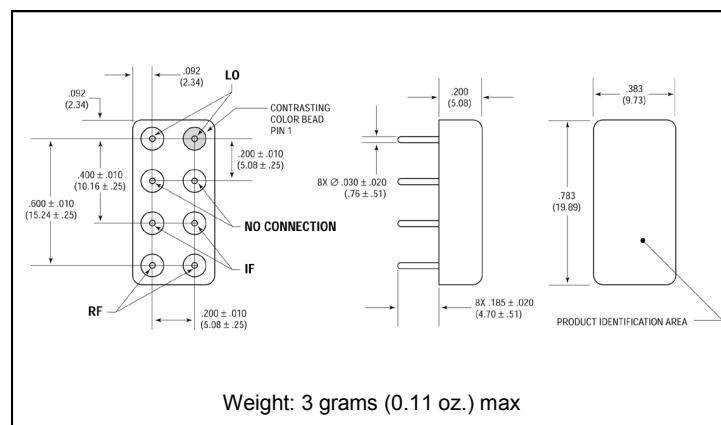 .092
(2.34)
LO
.092
(2.34)
CONTRASTING
COLOR BEAD
PIN 1
.200 ± .010
(5.08 ± .25)
.400 ± .010
(10.16 ± .25)
.600 ± .010
(15.24 ± .25)
NO CONNECTION
IF
RF
.200 ± .010
(5.08 ± .25)
.200
(5.08)
8X Ø .030 ± .020
(.76 ± .51)
8X .185 ± .020
(4.70 ± .51)
.383
(9.73)
.783
(19.89)
PRODUCT IDENTIFICATION AREA
Weight: 3 grams (0.11 oz.) max